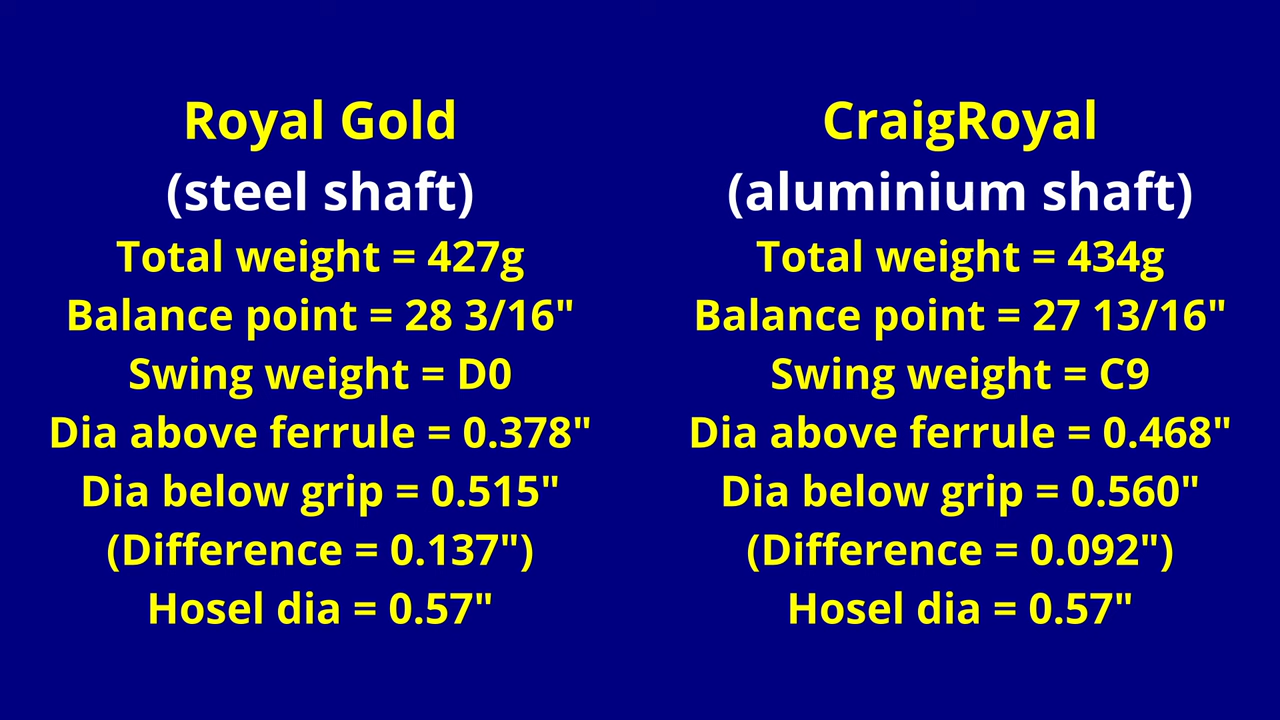 Royal Gold
(steel shaft)
Total weight = 427g
Balance point = 28 3/16"
Swing weight = D0
Dia above ferrule = 0.378"
Dia below grip = 0.515"
(Difference = 0.137")
Hosel dia = 0.57"
CraigRoyal
(aluminium shaft)
Total weight = 434g
Balance point = 27 13/16"
Swing weight = C9
Dia above ferrule = 0.468"
Dia below grip = 0.560"
(Difference = 0.092")
Hosel dia = 0.57"